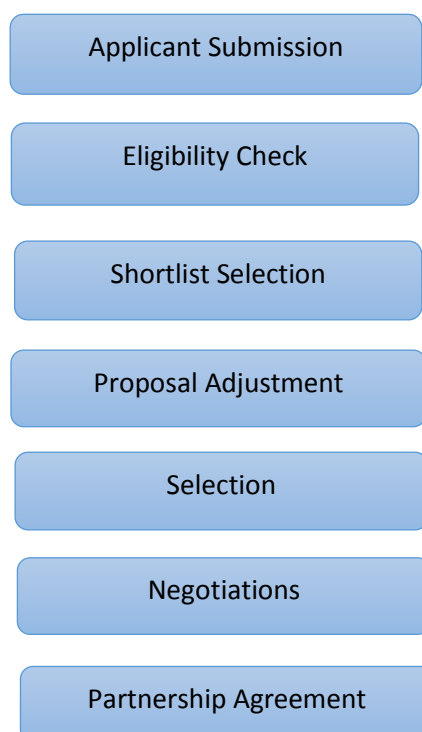 Applicant Submission
Eligibility Check
Shortlist Selection
Proposal Adjustment
Selection
Negotiations
Partnership Agreement